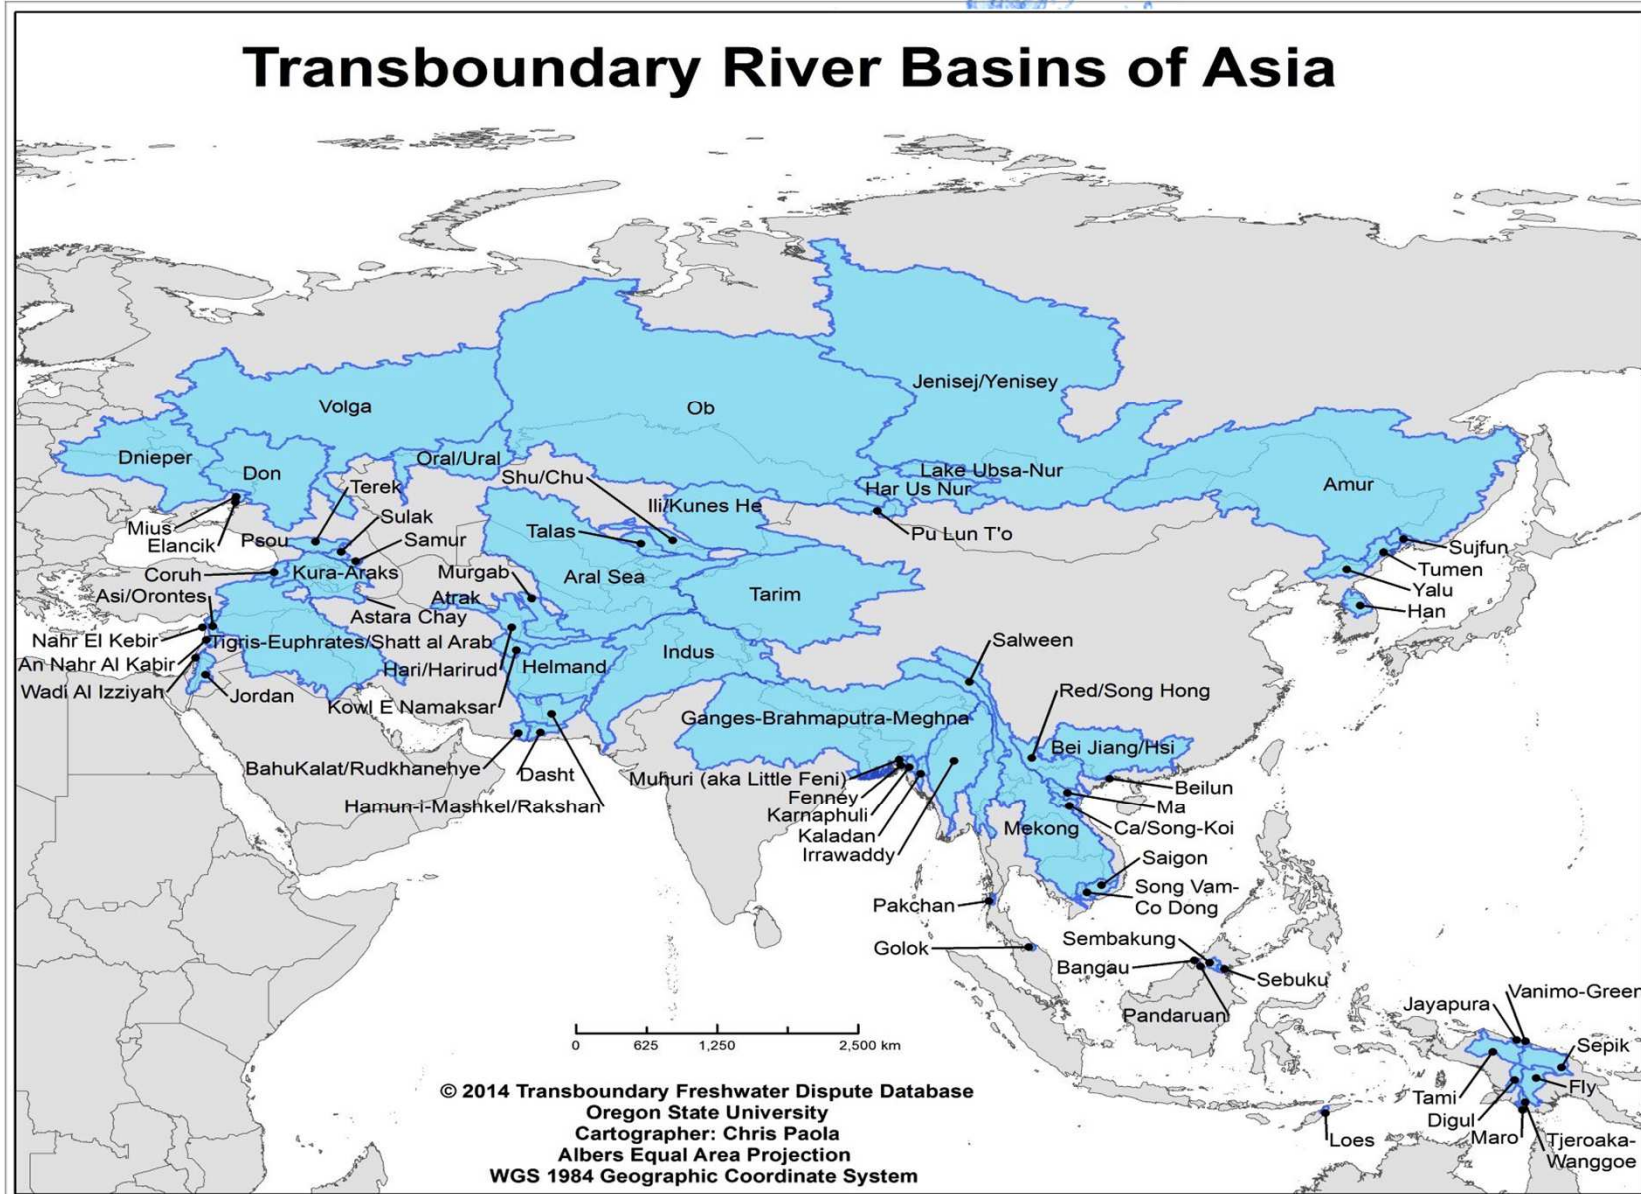 Transboundary River Basins of Asia
Jenisej/Yenisey
Volga
Ob
Dnieper
Don
Oral/Ural
Shu/Chu
Lake Ubsa-Nur
Har Us Nur
Amur
Terek
Ili/Kunes He
Sulak
Mius
Elancik
Psou
Samur
Talas
Pu Lun T'o
Sujfun
Tumen
Yalu
Han
Coruh
Kura-Araks
Murgab
Aral Sea
Asi/Orontes
Atrak
Tarim
Astara Chay
Nahr El Kebir
Tigris-Euphrates/Shatt al Arab
Salween
An Nahr Al Kabir
Hari/Harirud
Helmand
Indus
Wadi Al Izziyah
Jordan
Kowl E Namaksar
Red/Song Hong
Ganges-Brahmaputra-Meghna
Bei Jiang/Hsi
BahuKalat/Rudkhanehye
Dasht
Muhuri (aka Little Feni)
Hamun-i-Mashkel/Rakshan
Fenney
Karnaphuli
Kaladan
Irrawaddy
Beilun
Ma
Mekong
Ca/Song-Koi
Saigon
Song Vam-
Co Dong
Pakchan
Golok
Sembakung
Bangau
Sebuku
Pandaruan
Vanimo-Green
Jayapura
Sepik
Fly
Tami
Digul
Maro
Tjeroaka-
Wanggoe
Loes
0 625 1,250 2,500 km
© 2014 Transboundary Freshwater Dispute Database
Oregon State University
Cartographer: Chris Paola
Albers Equal Area Projection
WGS 1984 Geographic Coordinate System